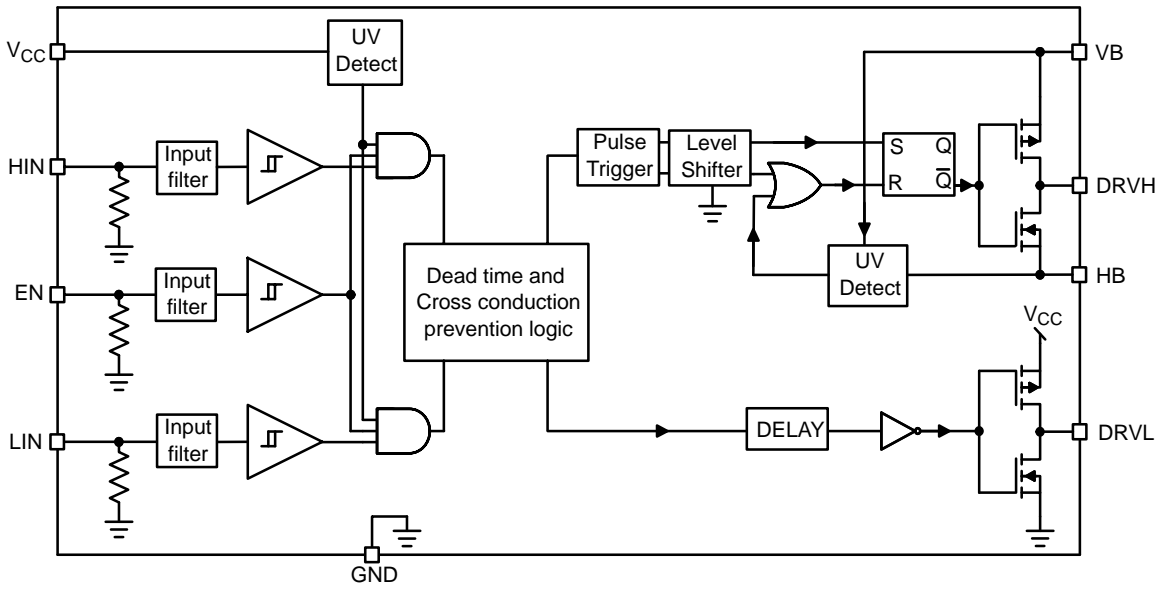 VCC
UV
Detect
HIN
Input
filter
EN
Input
filter
LIN
Input
filter
Dead time and
Cross conduction
prevention logic
GND
Pulse
Trigger
Level
Shifter
S Q
R Q̅
UV
Detect
VB
DRVH
HB
VCC
DELAY
DRVL